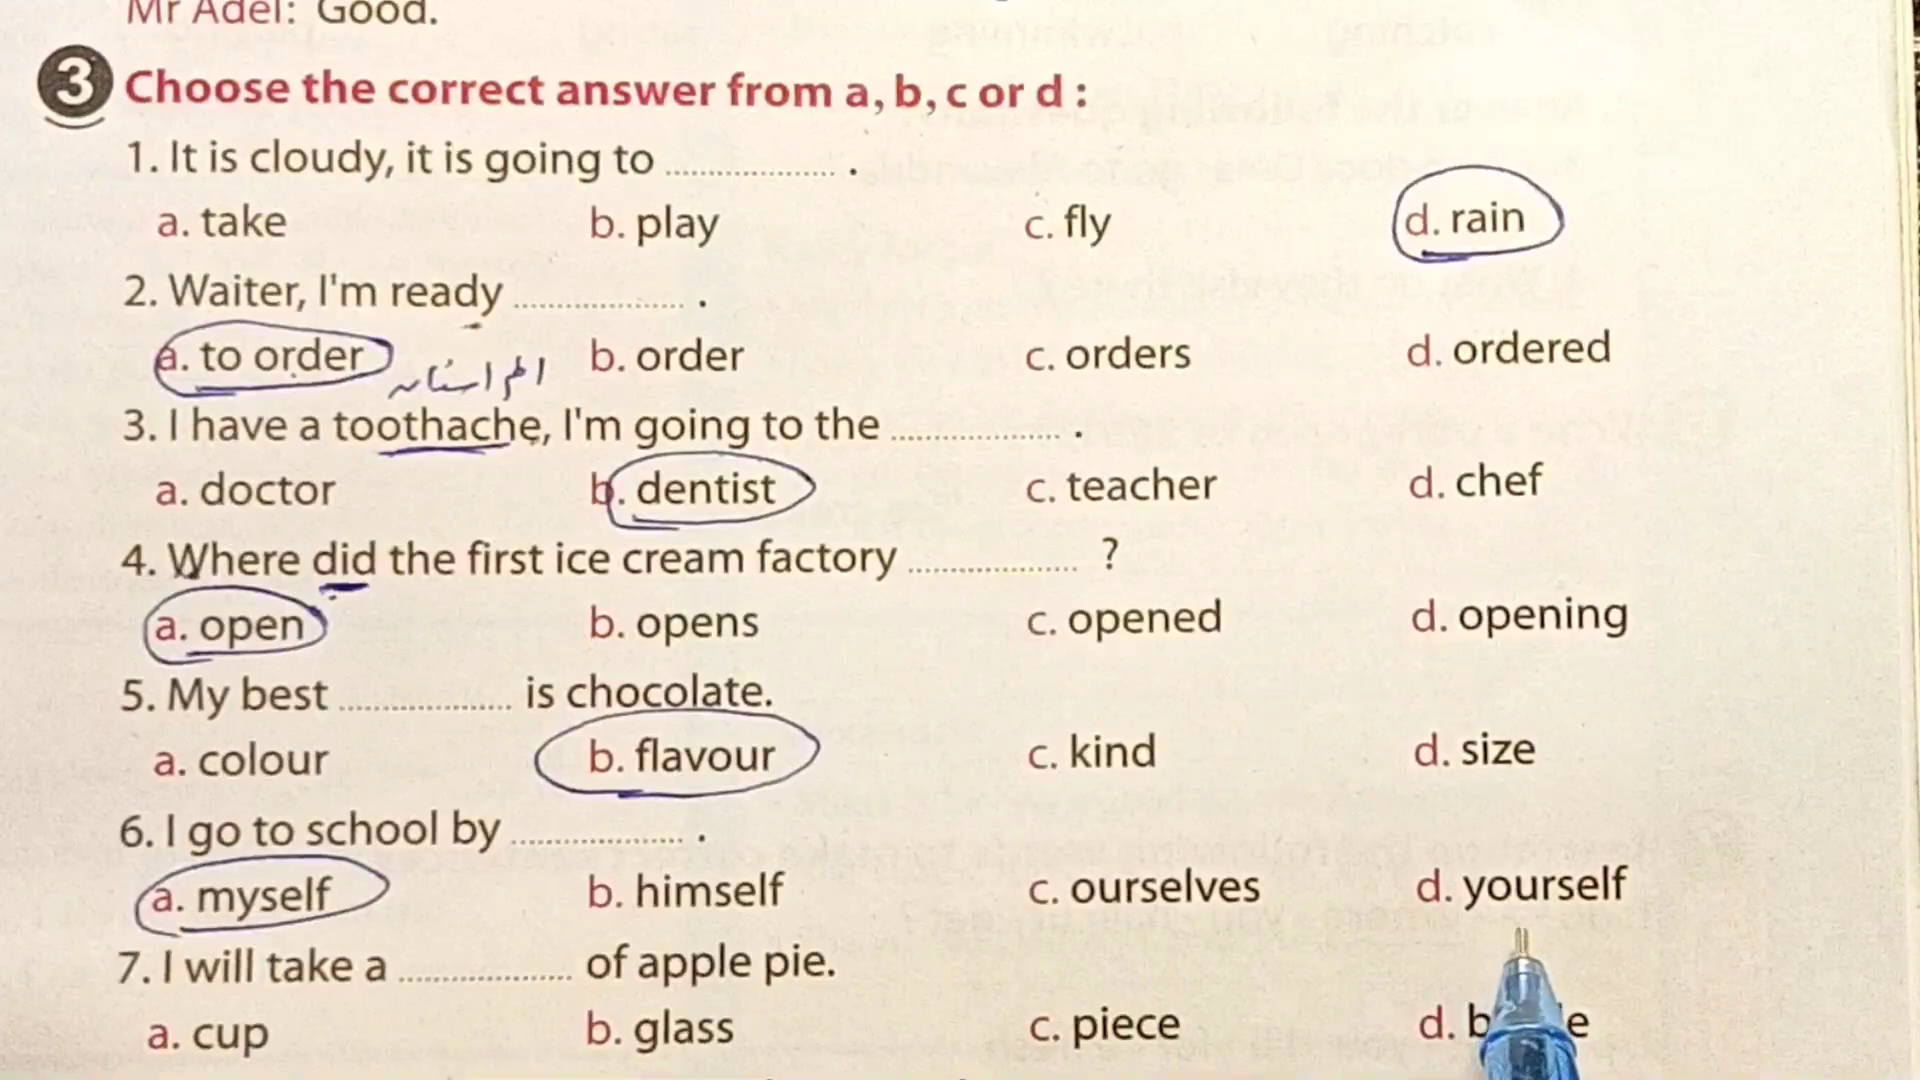 Mr Adel: Good.
3 Choose the correct answer from a, b, c or d :
1. It is cloudy, it is going to .................. .
a. take b. play c. fly d. rain
2. Waiter, I'm ready .................. .
a. to order b. order c. orders d. ordered
3. I have a toothache, I'm going to the .................. .
a. doctor b. dentist c. teacher d. chef
4. Where did the first ice cream factory .................. ?
a. open b. opens c. opened d. opening
5. My best .................. is chocolate.
a. colour b. flavour c. kind d. size
6. I go to school by .................. .
a. myself b. himself c. ourselves d. yourself
7. I will take a .................. of apple pie.
a. cup b. glass c. piece d.